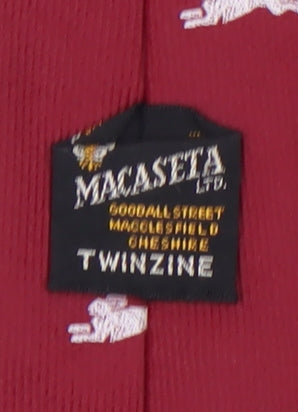 MACASETA
LTD.
GOODALL STREET
MACCLESFIELD
CHESHIRE
TWINZINE